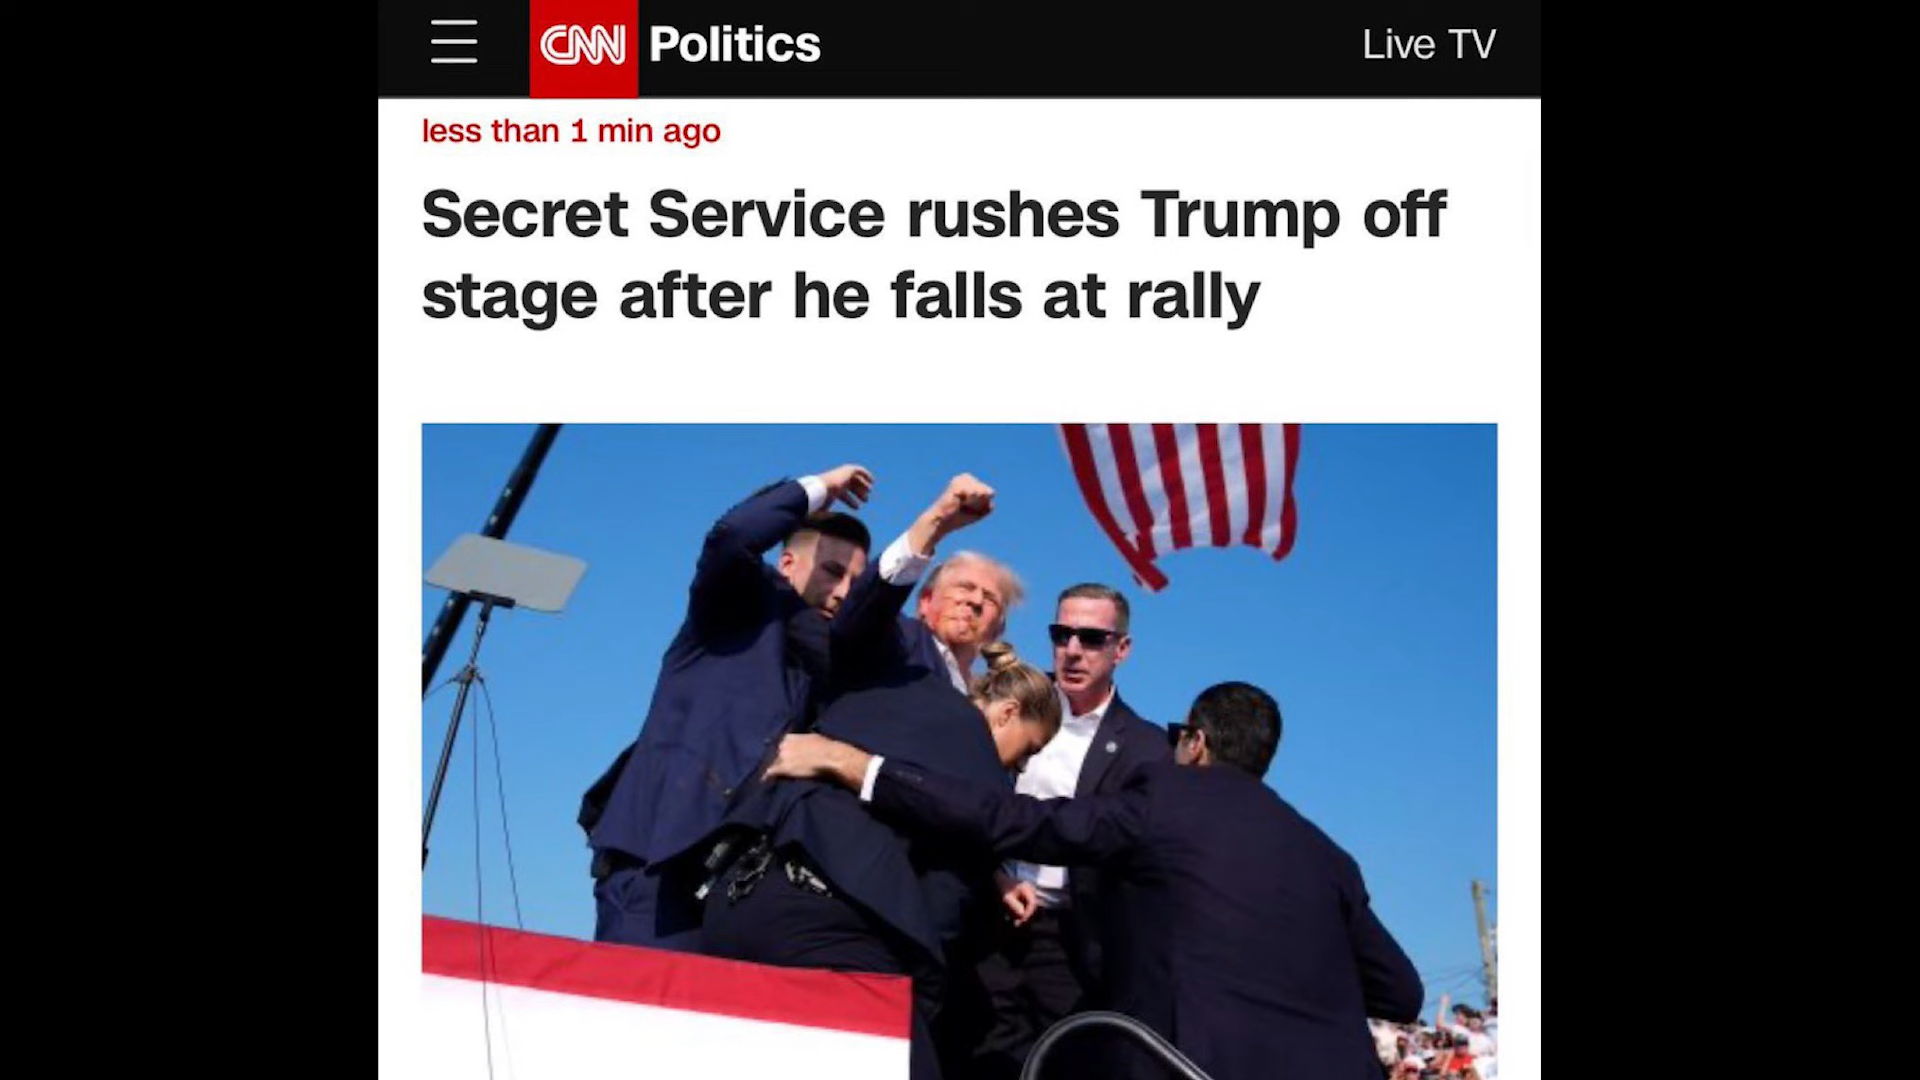 CNN Politics
Live TV
less than 1 min ago
Secret Service rushes Trump off
stage after he falls at rally